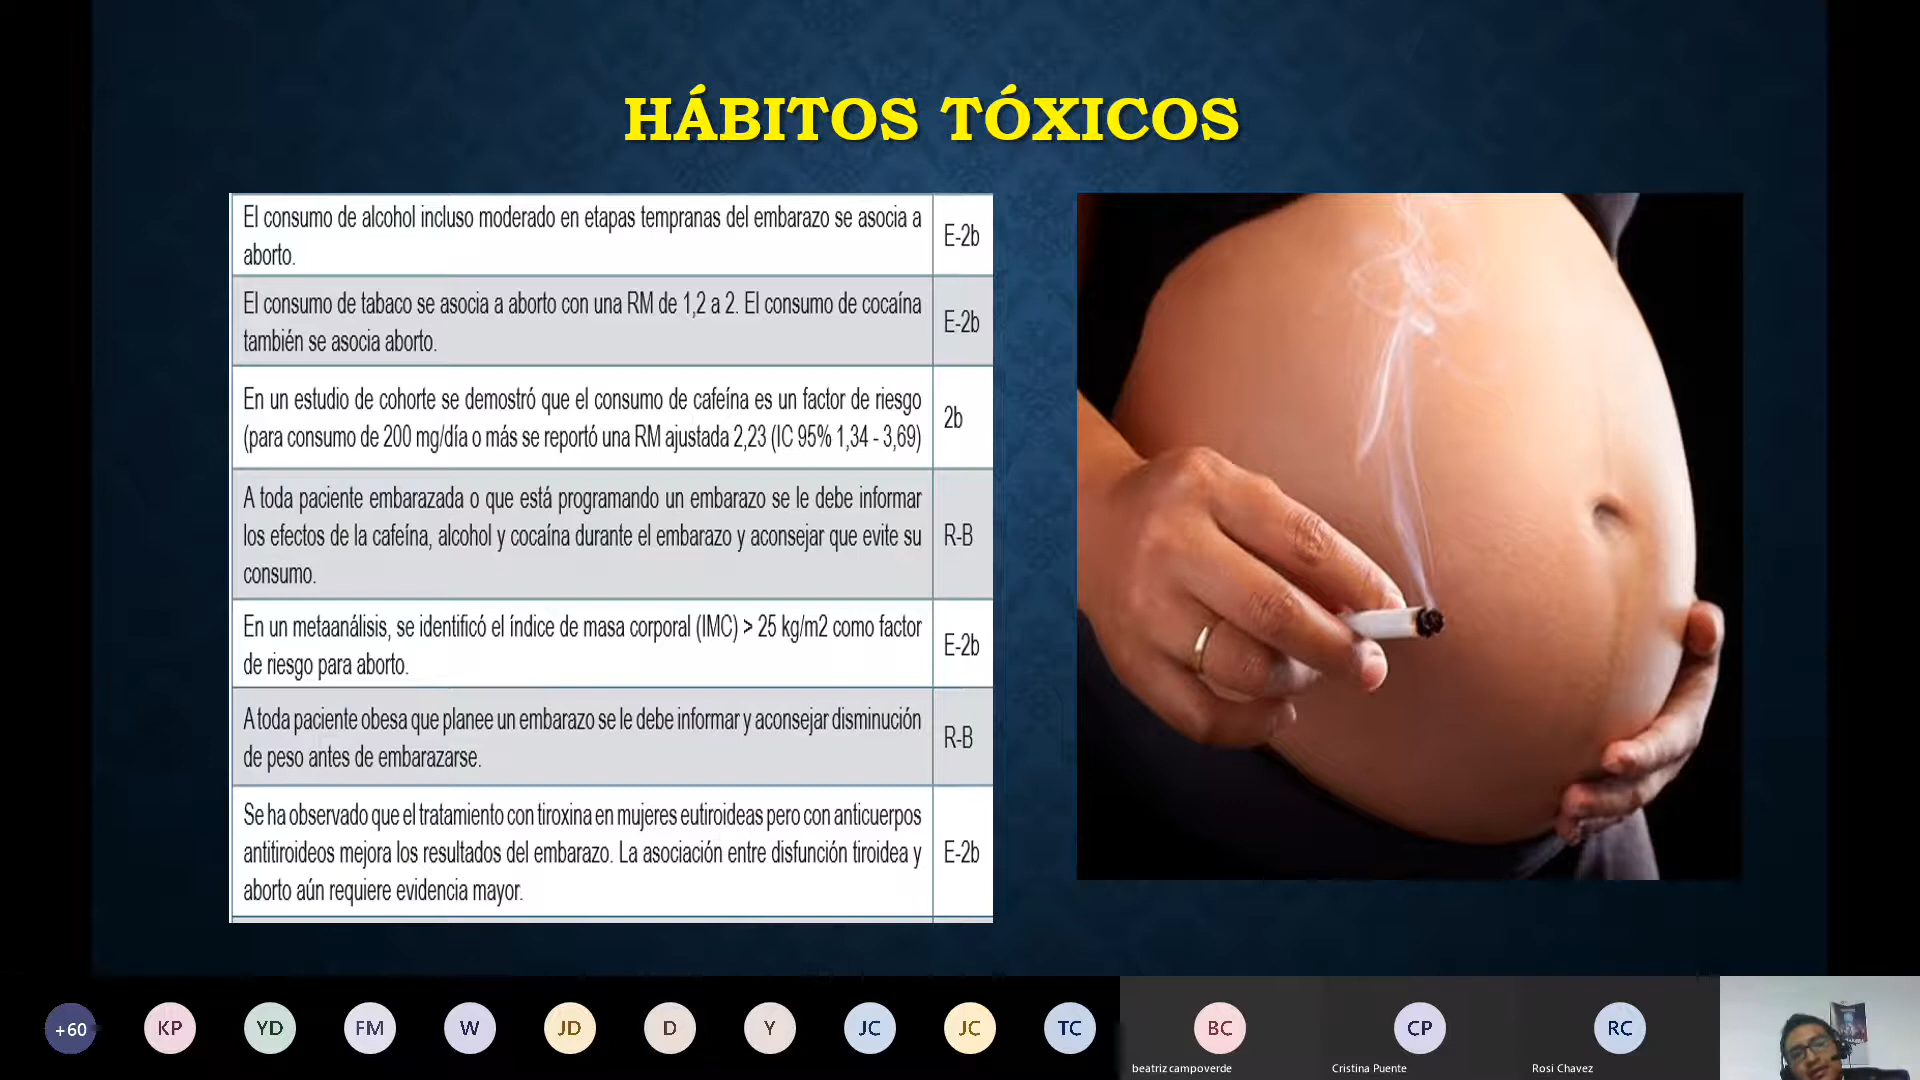 HÁBITOS TÓXICOS
El consumo de alcohol incluso moderado en etapas tempranas del embarazo se asocia a
aborto.
E-2b
El consumo de tabaco se asocia a aborto con una RM de 1,2 a 2. El consumo de cocaína
también se asocia aborto.
E-2b
En un estudio de cohorte se demostró que el consumo de cafeína es un factor de riesgo
(para consumo de 200 mg/día o más se reportó una RM ajustada 2,23 (IC 95% 1,34 - 3,69)
2b
A toda paciente embarazada o que está programando un embarazo se le debe informar
los efectos de la cafeína, alcohol y cocaína durante el embarazo y aconsejar que evite su
consumo.
R-B
En un metaanálisis, se identificó el índice de masa corporal (IMC) > 25 kg/m2 como factor
de riesgo para aborto.
E-2b
A toda paciente obesa que planee un embarazo se le debe informar y aconsejar disminución
de peso antes de embarazarse.
R-B
Se ha observado que el tratamiento con tiroxina en mujeres eutiroideas pero con anticuerpos
antitiroideos mejora los resultados del embarazo. La asociación entre disfunción tiroidea y
aborto aún requiere evidencia mayor.
E-2b
+60 KP YD FM W JD D Y JC JC TC BC CP RC
beatriz campoverde Cristina Puente Rosi Chavez